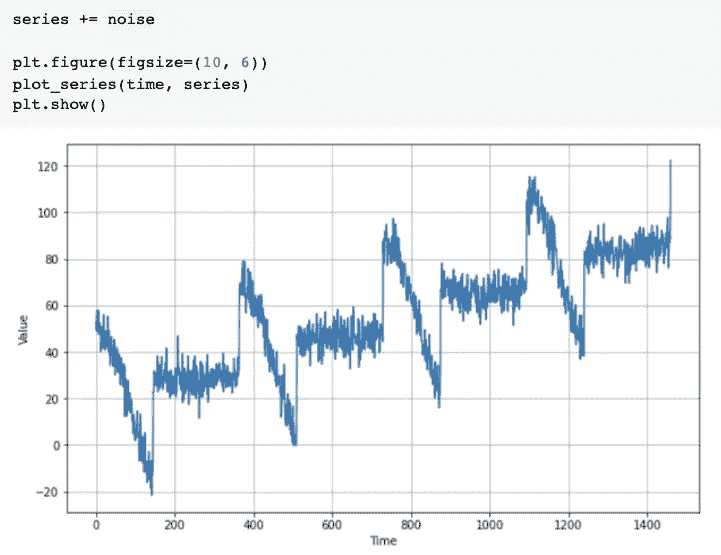 series += noise
plt.figure(figsize=(10, 6))
plot_series(time, series)
plt.show()
120
100
80
60
40
20
0
−20
Value
0 200 400 600 800 1000 1200 1400
Time